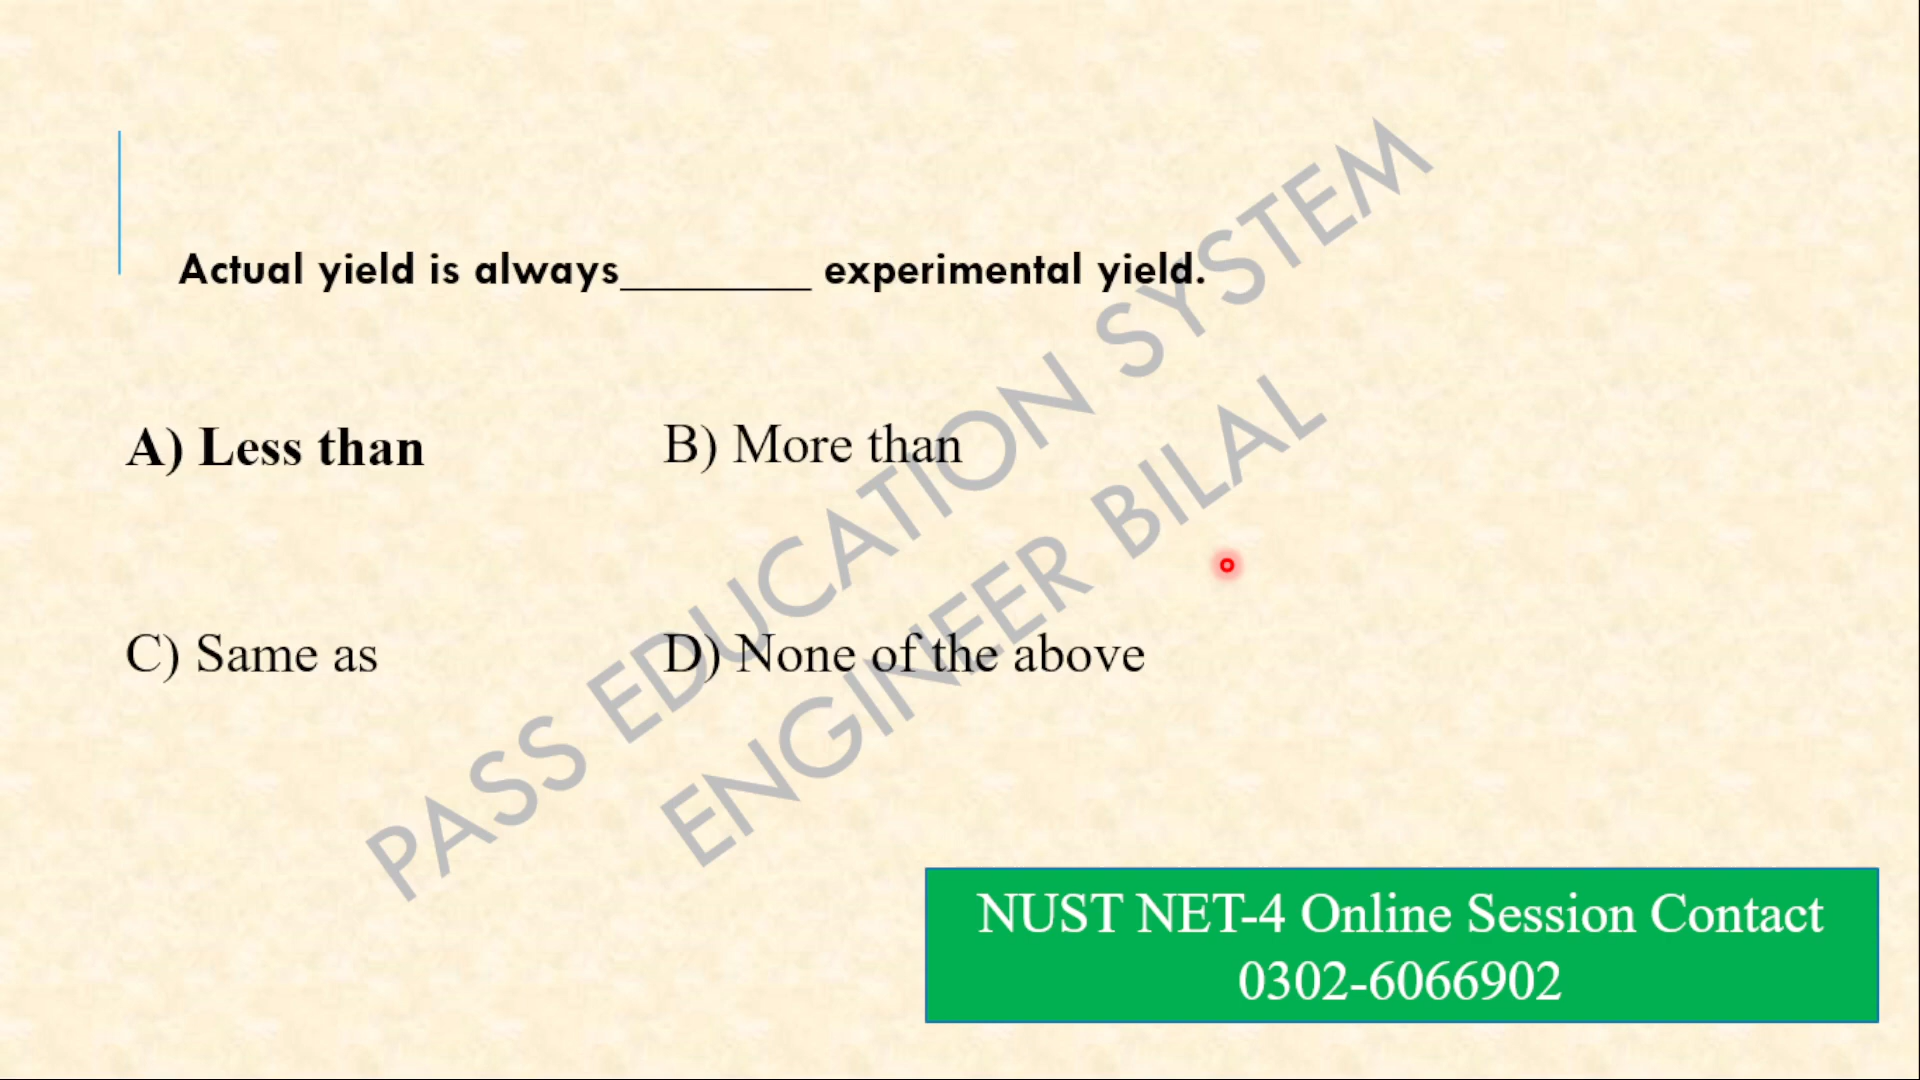 Actual yield is always_________ experimental yield.
A) Less than
B) More than
C) Same as
D) None of the above
PASS EDUCATION SYSTEM
ENGINEER BILAL
NUST NET-4 Online Session Contact
0302-6066902